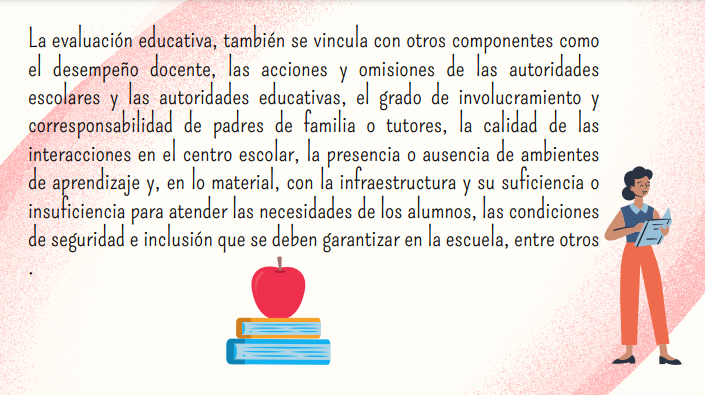 La evaluación educativa, también se vincula con otros componentes como
el desempeño docente, las acciones y omisiones de las autoridades
escolares y las autoridades educativas, el grado de involucramiento y
corresponsabilidad de padres de familia o tutores, la calidad de las
interacciones en el centro escolar, la presencia o ausencia de ambientes
de aprendizaje y, en lo material, con la infraestructura y su suficiencia o
insuficiencia para atender las necesidades de los alumnos, las condiciones
de seguridad e inclusión que se deben garantizar en la escuela, entre otros
.